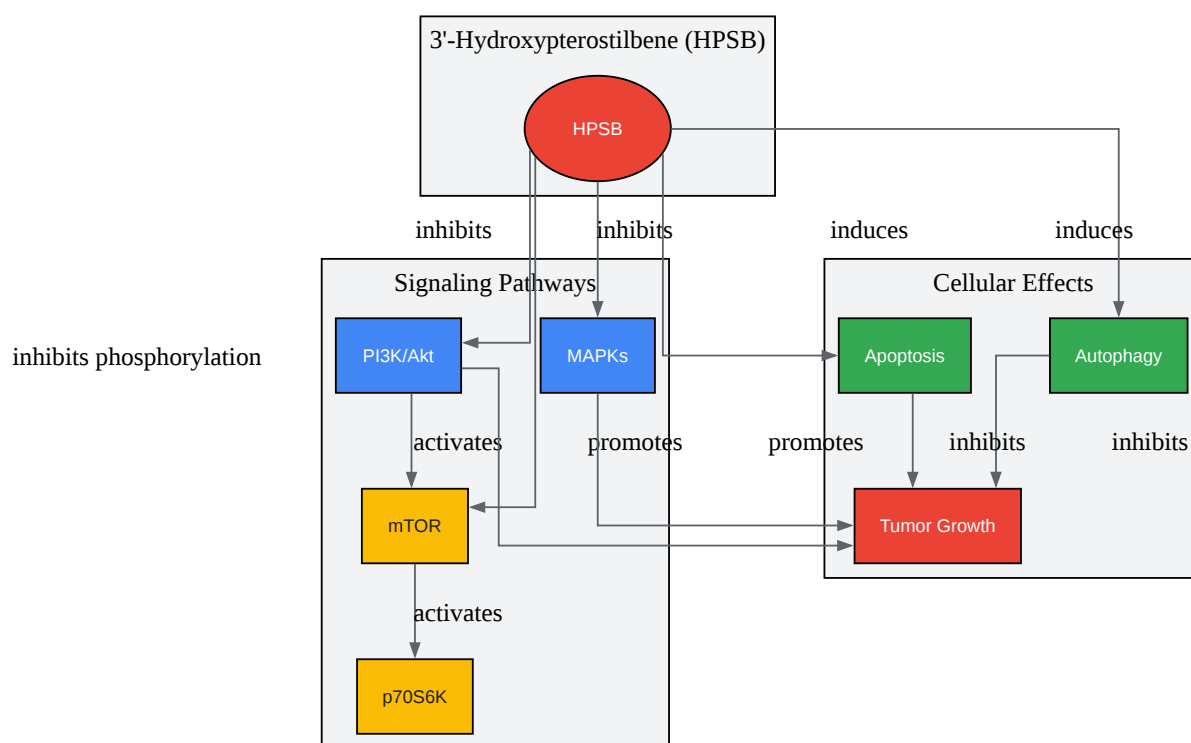 3'-Hydroxypterostilbene (HPSB)
HPSB
inhibits
inhibits
induces
induces
Signaling Pathways
Cellular Effects
inhibits phosphorylation
PI3K/Akt
MAPKs
Apoptosis
Autophagy
activates
promotes
promotes
inhibits
inhibits
mTOR
Tumor Growth
activates
p70S6K